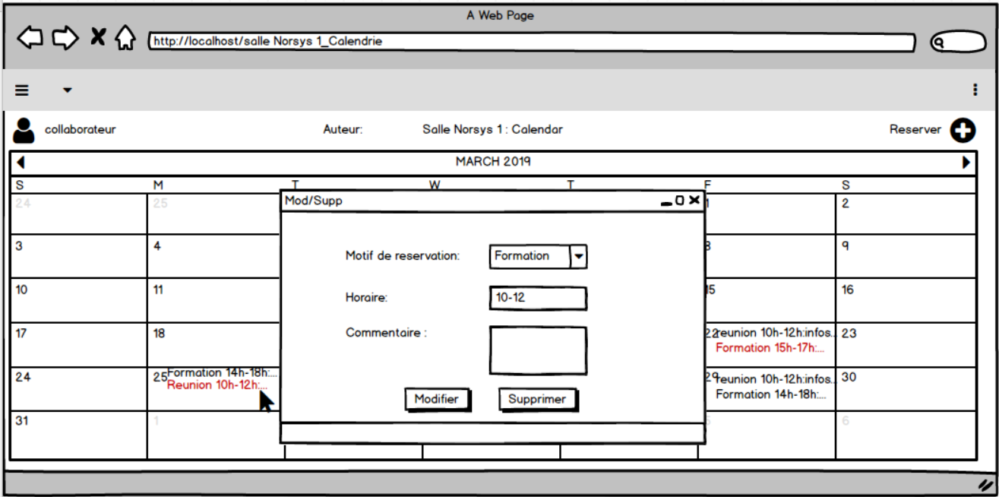 A Web Page
http://localhost/salle Norsys 1_Calendrie
collaborateur Auteur: Salle Norsys 1 : Calendar Reserver
MARCH 2019
S M T W T F S
24 25 1 2
Mod/Supp
3 4 8 9
Motif de reservation: Formation
10 11 15 16
Horaire: 10-12
17 18 22 reunion 10h-12h:infos.. 23
Commentaire :
Formation 15h-17h:...
24 25 Formation 14h-18h:... 29 reunion 10h-12h:infos.. 30
Reunion 10h-12h:... Formation 14h-18h:...
Modifier Supprimer
31 1 5 6